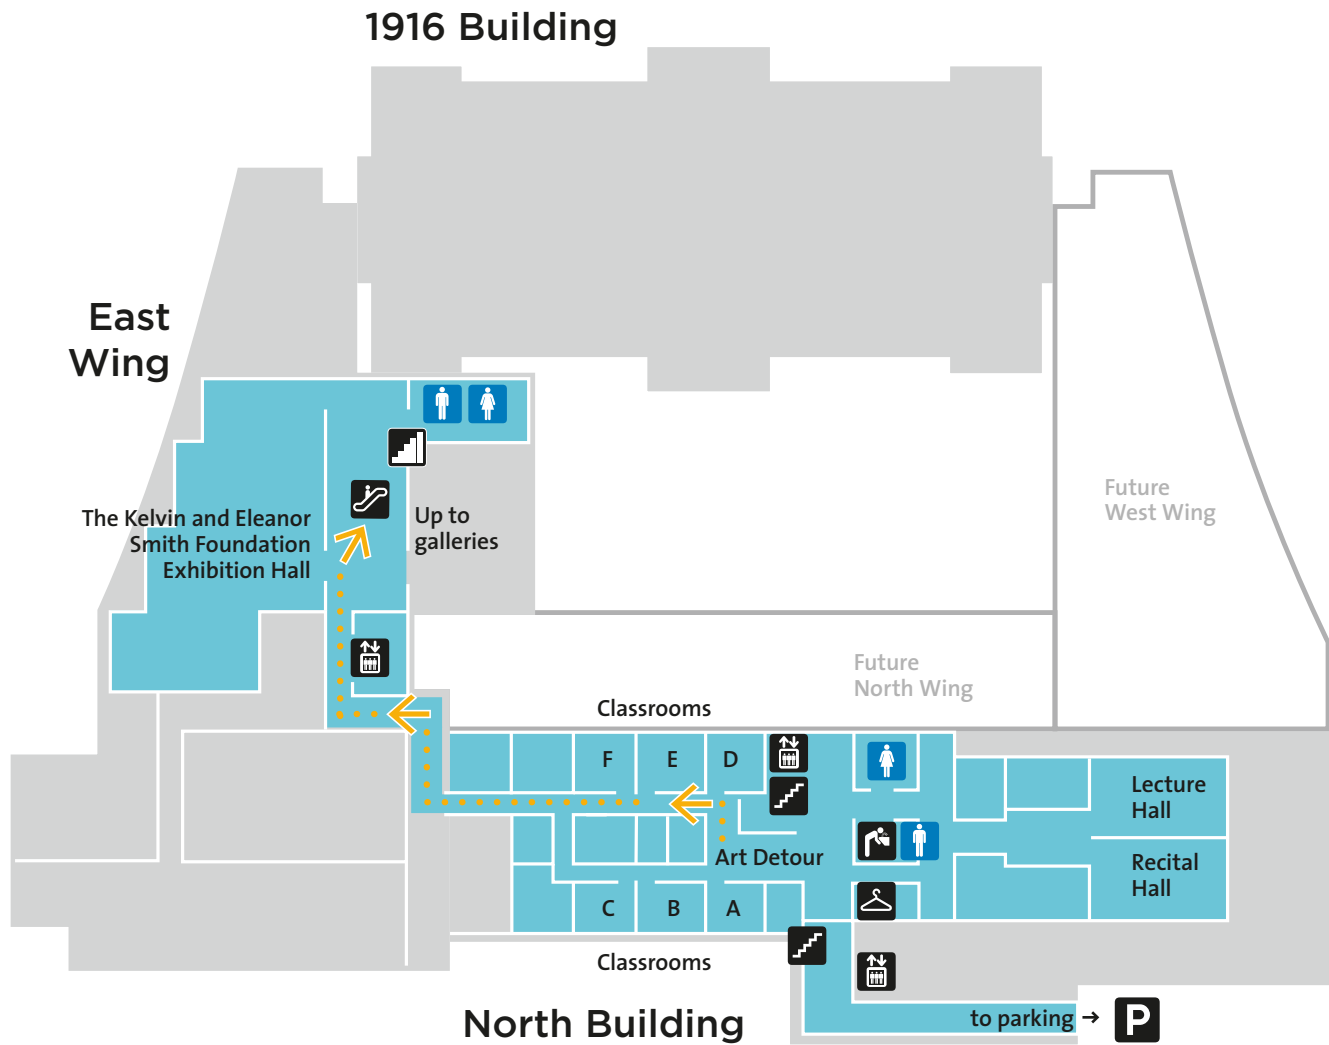 1916 Building
East
Wing
The Kelvin and Eleanor
Smith Foundation
Exhibition Hall
Up to
galleries
Future
West Wing
Future
North Wing
Classrooms
F
E
D
Lecture
Hall
Art Detour
Recital
Hall
C
B
A
Classrooms
North Building
to parking →
P